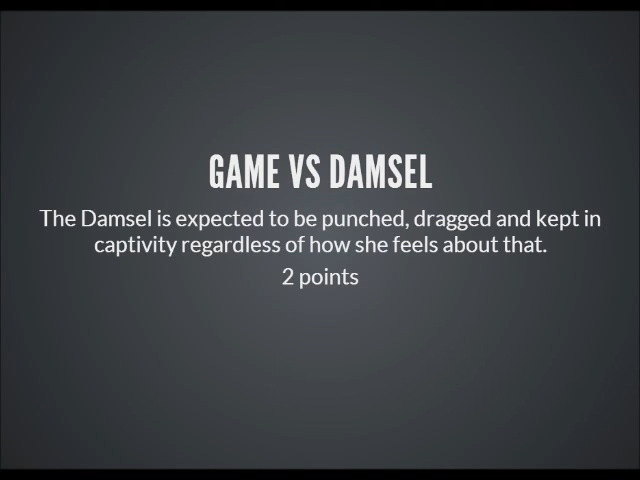 GAME VS DAMSEL
The Damsel is expected to be punched, dragged and kept in
captivity regardless of how she feels about that.
2 points